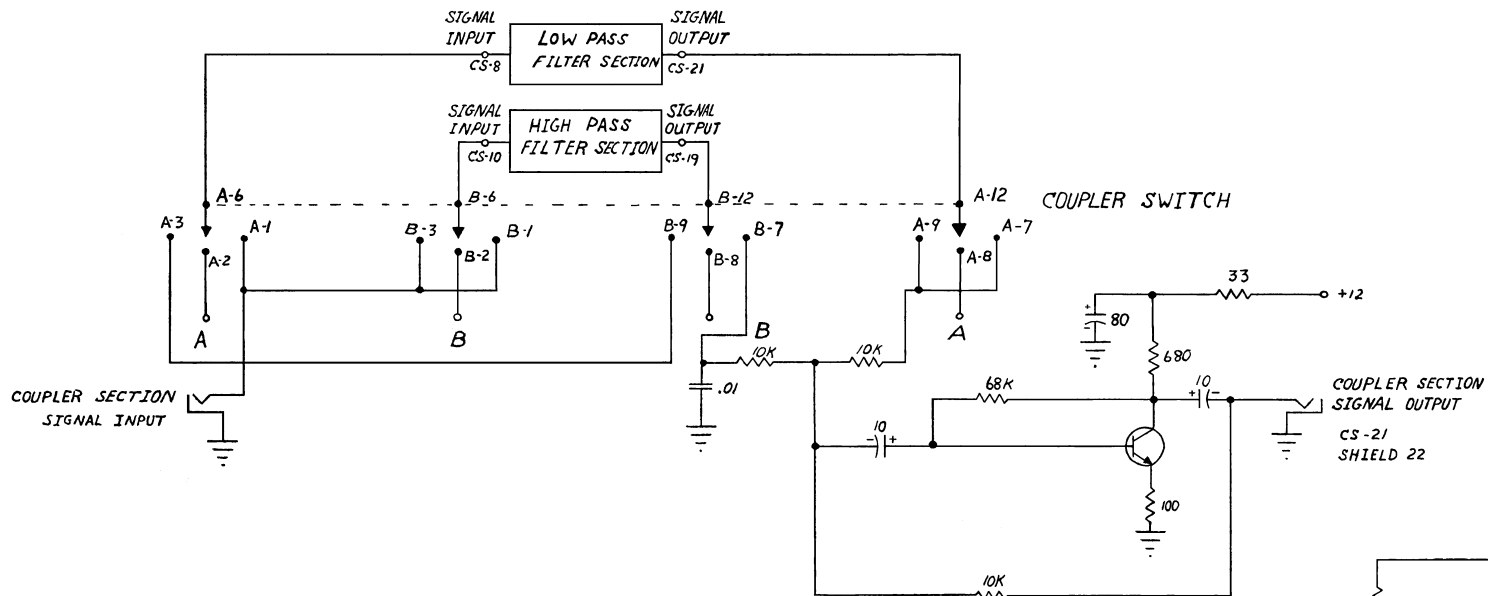 SIGNAL INPUT
LOW PASS FILTER SECTION
SIGNAL OUTPUT
CS-8
CS-21
SIGNAL INPUT
HIGH PASS FILTER SECTION
SIGNAL OUTPUT
CS-10
CS-19
A-6
B-6
B-12
A-12
COUPLER SWITCH
A-3
A-1
B-3
B-1
B-9
B-7
A-9
A-7
A-2
B-2
B-8
A-8
A
B
B
A
33
+12
+
80
-
680
10K
10K
.01
68K
+10-
COUPLER SECTION
SIGNAL INPUT
COUPLER SECTION
SIGNAL OUTPUT
CS-21
SHIELD 22
10
- +
100
10K